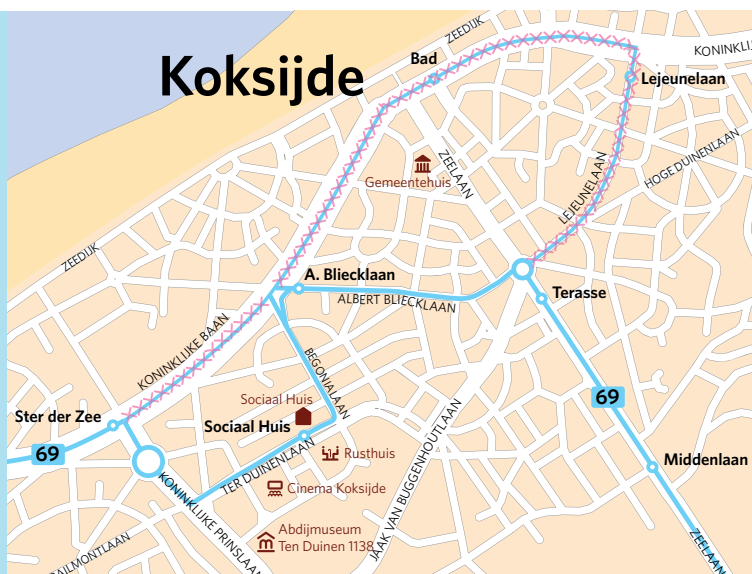 ZEEDIJK
Koksijde
Bad
KONINKLIJ
Lejeunelaan
ZEELAAN
HOGE DUINENLAAN
Gemeentehuis
LEJEUNELAAN
ZEEDIJK
A. Bliecklaan
ALBERT BLIECKLAAN
Terasse
KONINKLIJKE BAAN
BEGONIALAAN
69
Sociaal Huis
Ster der Zee
Sociaal Huis
69
TER DUINENLAAN
Rusthuis
Middenlaan
JAAK VAN BUGGENHOUTLAAN
Cinema Koksijde
KONINKLIJKE PRINSLAAN
Abdijmuseum
Ten Duinen 1138
AILMONTLAAN
ZEELAAN